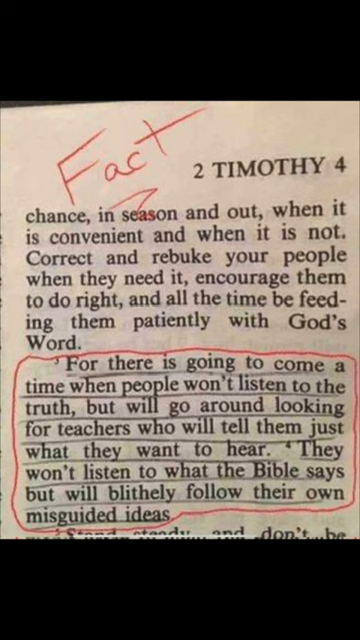 Fact
2 TIMOTHY 4
chance, in season and out, when it
is convenient and when it is not.
Correct and rebuke your people
when they need it, encourage them
to do right, and all the time be feed-
ing them patiently with God's
Word.
³ For there is going to come a
time when people won't listen to the
truth, but will go around looking
for teachers who will tell them just
what they want to hear. ⁴ They
won't listen to what the Bible says
but will blithely follow their own
misguided ideas.
Stand steady, and don't be